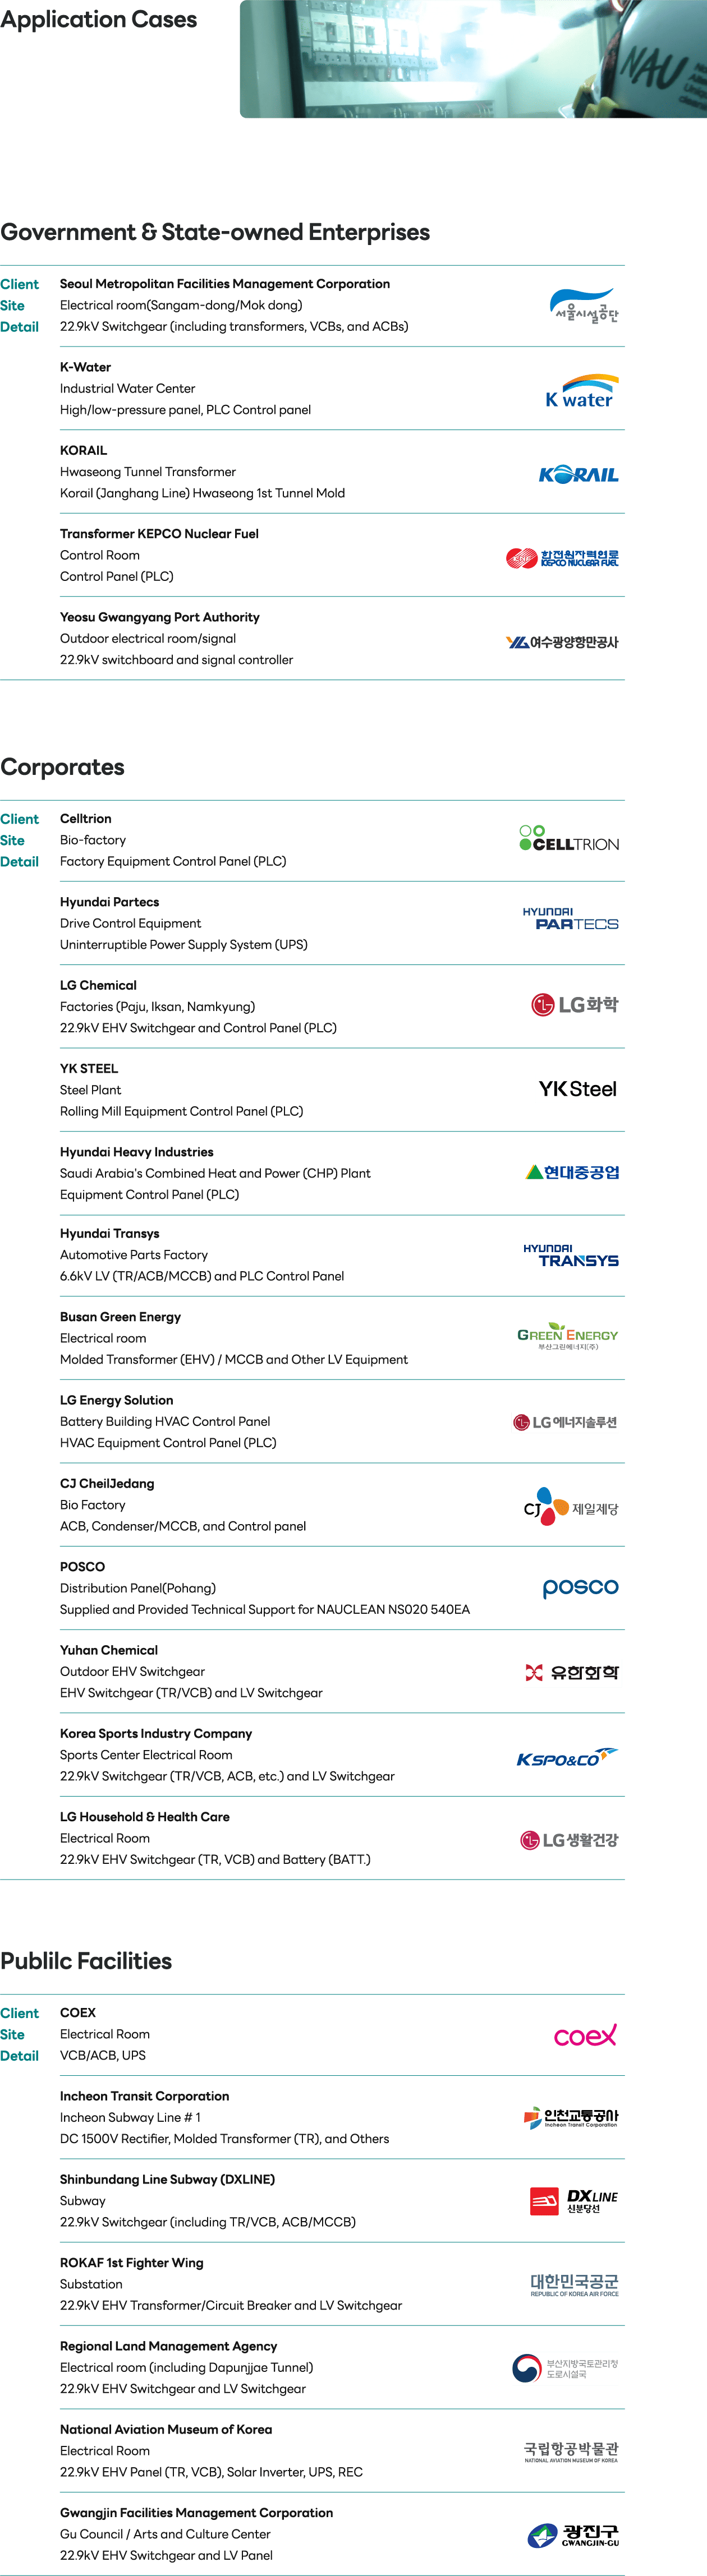 Application Cases
NAU
Government & State-owned Enterprises
Client Seoul Metropolitan Facilities Management Corporation
Site Electrical room(Sangam-dong/Mok dong)
Detail 22.9kV Switchgear (including transformers, VCBs, and ACBs)
서울시설공단
K-Water
Industrial Water Center
High/low-pressure panel, PLC Control panel
K water
KORAIL
Hwaseong Tunnel Transformer
Korail (Janghang Line) Hwaseong 1st Tunnel Mold
KORAIL
Transformer KEPCO Nuclear Fuel
Control Room
Control Panel (PLC)
한전원자력연료
KEPCO NUCLEAR FUEL
Yeosu Gwangyang Port Authority
Outdoor electrical room/signal
22.9kV switchboard and signal controller
여수광양항만공사
Corporates
Client Celltrion
Site Bio-factory
Detail Factory Equipment Control Panel (PLC)
CELLTRION
Hyundai Partecs
Drive Control Equipment
Uninterruptible Power Supply System (UPS)
HYUNDAI
PARTECS
LG Chemical
Factories (Paju, Iksan, Namkyung)
22.9kV EHV Switchgear and Control Panel (PLC)
LG화학
YK STEEL
Steel Plant
Rolling Mill Equipment Control Panel (PLC)
YK Steel
Hyundai Heavy Industries
Saudi Arabia's Combined Heat and Power (CHP) Plant
Equipment Control Panel (PLC)
현대중공업
Hyundai Transys
Automotive Parts Factory
6.6kV LV (TR/ACB/MCCB) and PLC Control Panel
HYUNDAI
TRANSYS
Busan Green Energy
Electrical room
Molded Transformer (EHV) / MCCB and Other LV Equipment
GREEN ENERGY
부산그린에너지(주)
LG Energy Solution
Battery Building HVAC Control Panel
HVAC Equipment Control Panel (PLC)
LG에너지솔루션
CJ CheilJedang
Bio Factory
ACB, Condenser/MCCB, and Control panel
CJ 제일제당
POSCO
Distribution Panel(Pohang)
Supplied and Provided Technical Support for NAUCLEAN NS020 540EA
posco
Yuhan Chemical
Outdoor EHV Switchgear
EHV Switchgear (TR/VCB) and LV Switchgear
유한화학
Korea Sports Industry Company
Sports Center Electrical Room
22.9kV Switchgear (TR/VCB, ACB, etc.) and LV Switchgear
KSPO&CO
LG Household & Health Care
Electrical Room
22.9kV EHV Switchgear (TR, VCB) and Battery (BATT.)
LG생활건강
Publilc Facilities
Client COEX
Site Electrical Room
Detail VCB/ACB, UPS
coex
Incheon Transit Corporation
Incheon Subway Line # 1
DC 1500V Rectifier, Molded Transformer (TR), and Others
인천교통공사
Incheon Transit Corporation
Shinbundang Line Subway (DXLINE)
Subway
22.9kV Switchgear (including TR/VCB, ACB/MCCB)
DX LINE
신분당선
ROKAF 1st Fighter Wing
Substation
22.9kV EHV Transformer/Circuit Breaker and LV Switchgear
대한민국공군
REPUBLIC OF KOREA AIR FORCE
Regional Land Management Agency
Electrical room (including Dapunjjae Tunnel)
22.9kV EHV Switchgear and LV Switchgear
부산지방국토관리청
도로시설국
National Aviation Museum of Korea
Electrical Room
22.9kV EHV Panel (TR, VCB), Solar Inverter, UPS, REC
국립항공박물관
NATIONAL AVIATION MUSEUM OF KOREA
Gwangjin Facilities Management Corporation
Gu Council / Arts and Culture Center
22.9kV EHV Switchgear and LV Panel
광진구
GWANGJIN-GU